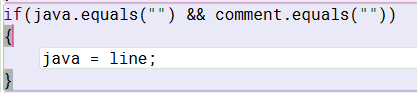 if(java.equals("") && comment.equals(""))
{
    java = line;
}